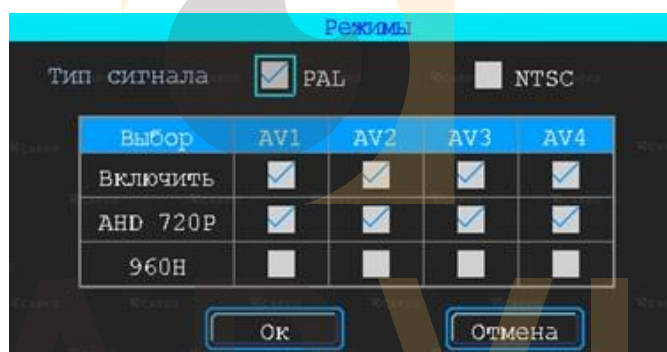 Режимы
Тип сигнала PAL NTSC
Выбор AV1 AV2 AV3 AV4
Включить
AHD 720P
960H
Ок Отмена